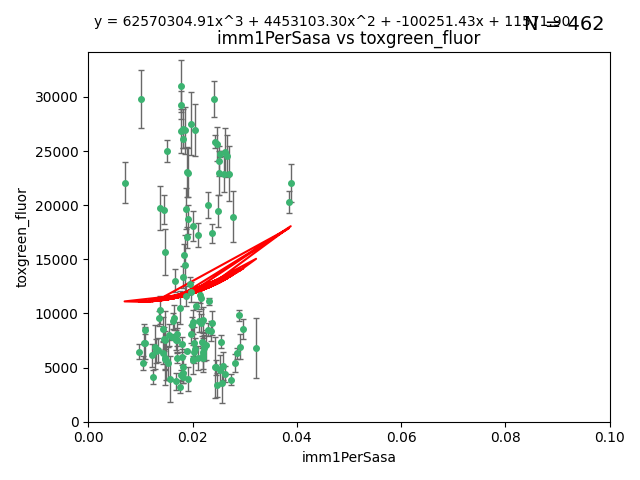 y = 62570304.91x^3 + 4453103.30x^2 + -100251.43x +
N = 462
imm1PerSasa vs toxgreen_fluor
30000
25000
20000
15000
10000
5000
0
toxgreen_fluor
0.00 0.02 0.04 0.06 0.08 0.10
imm1PerSasa